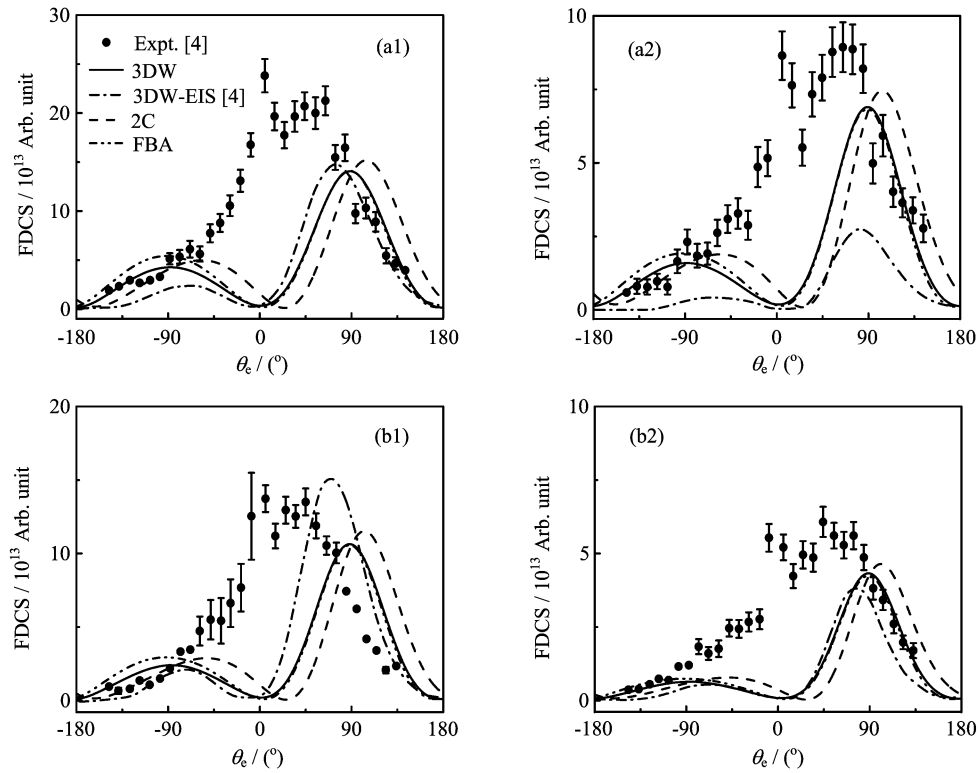 30
20
10
0
FDCS / 10¹³ Arb. unit
(a1)
Expt. [4]
3DW
3DW-EIS [4]
2C
FBA
-180 -90 0 90 180
θe / (º)
10
5
0
FDCS / 10¹³ Arb. unit
(a2)
-180 -90 0 90 180
θe / (º)
20
10
0
FDCS / 10¹³ Arb. unit
(b1)
-180 -90 0 90 180
θe / (º)
10
5
0
FDCS / 10¹³ Arb. unit
(b2)
-180 -90 0 90 180
θe / (º)